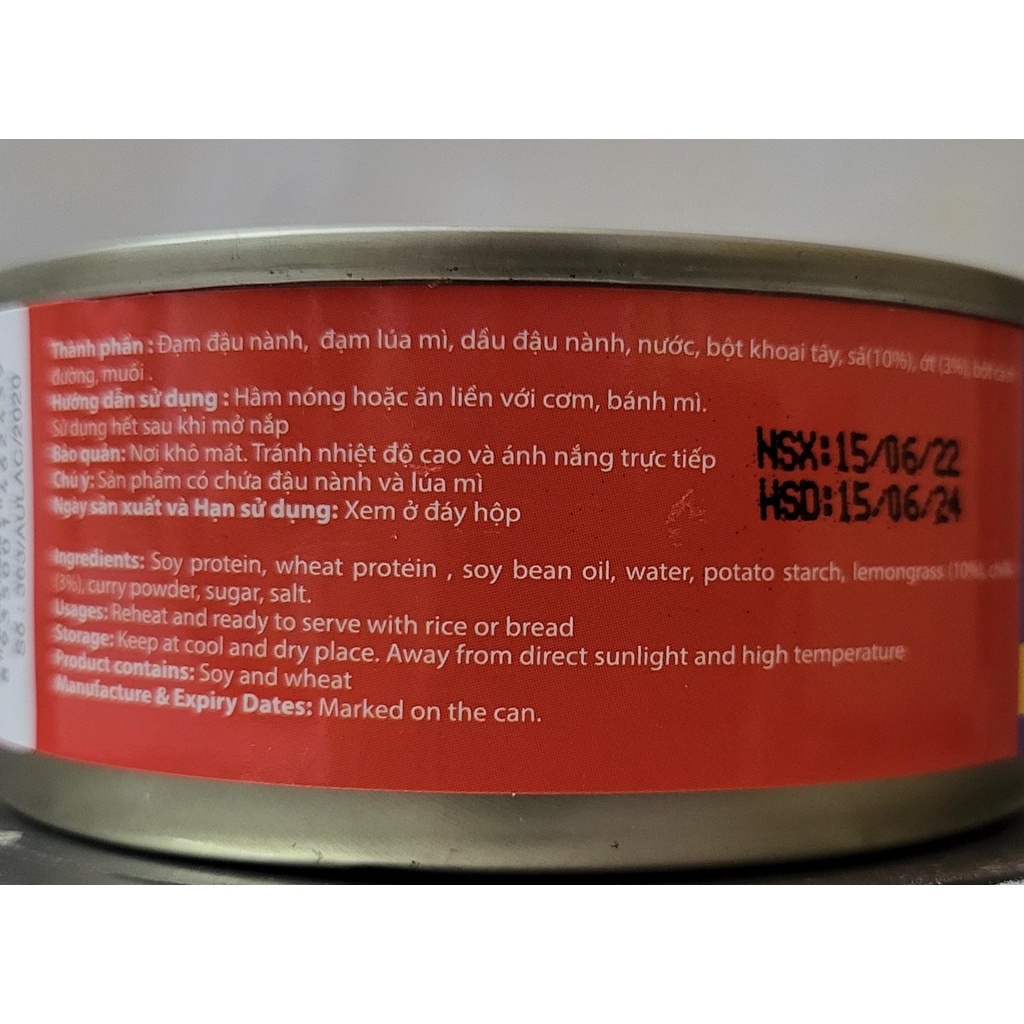 Thành phần : Đạm đậu nành, đạm lúa mì, dầu đậu nành, nước, bột khoai tây, sả(10%), ớt (3%), bột
đường, muối .
Hướng dẫn sử dụng : Hâm nóng hoặc ăn liền với cơm, bánh mì.
Sử dụng hết sau khi mở nắp
Bảo quản: Nơi khô mát. Tránh nhiệt độ cao và ánh nắng trực tiếp
Chú ý: Sản phẩm có chứa đậu nành và lúa mì
Ngày sản xuất và Hạn sử dụng: Xem ở đáy hộp
NSX:15/06/22
HSD:15/06/24
Ingredients: Soy protein, wheat protéin , soy bean oil, water, potato starch, lemongrass (10%,
(3%), curry powder, sugar, salt.
Usages: Reheat and ready to serve with rice or bread
Storage: Keep at cool and dry place. Away from direct sunlight and high temperature
Product contains: Soy and wheat
Manufacture & Expiry Dates: Marked on the can.